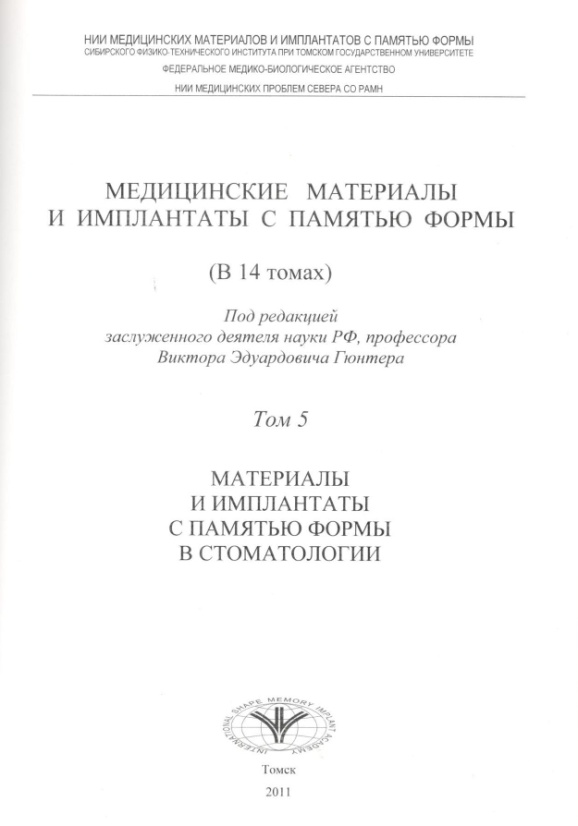 НИИ МЕДИЦИНСКИХ МАТЕРИАЛОВ И ИМПЛАНТАТОВ С ПАМЯТЬЮ ФОРМЫ
СИБИРСКОГО ФИЗИКО-ТЕХНИЧЕСКОГО ИНСТИТУТА ПРИ ТОМСКОМ ГОСУДАРСТВЕННОМ УНИВЕРСИТЕТЕ
ФЕДЕРАЛЬНОЕ МЕДИКО-БИОЛОГИЧЕСКОЕ АГЕНТСТВО
НИИ МЕДИЦИНСКИХ ПРОБЛЕМ СЕВЕРА СО РАМН
МЕДИЦИНСКИЕ МАТЕРИАЛЫ
И ИМПЛАНТАТЫ С ПАМЯТЬЮ ФОРМЫ
(В 14 томах)
Под редакцией
заслуженного деятеля науки РФ, профессора
Виктора Эдуардовича Гюнтера
Том 5
МАТЕРИАЛЫ
И ИМПЛАНТАТЫ
С ПАМЯТЬЮ ФОРМЫ
В СТОМАТОЛОГИИ
INTERNATIONAL SHAPE MEMORY IMPLANT ACADEMY
Томск
2011